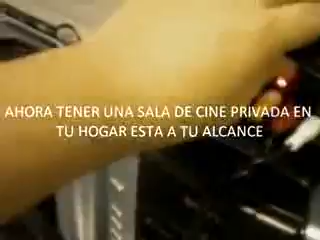 AHORA TENER UNA SALA DE CINE PRIVADA EN
TU HOGAR ESTA A TU ALCANCE